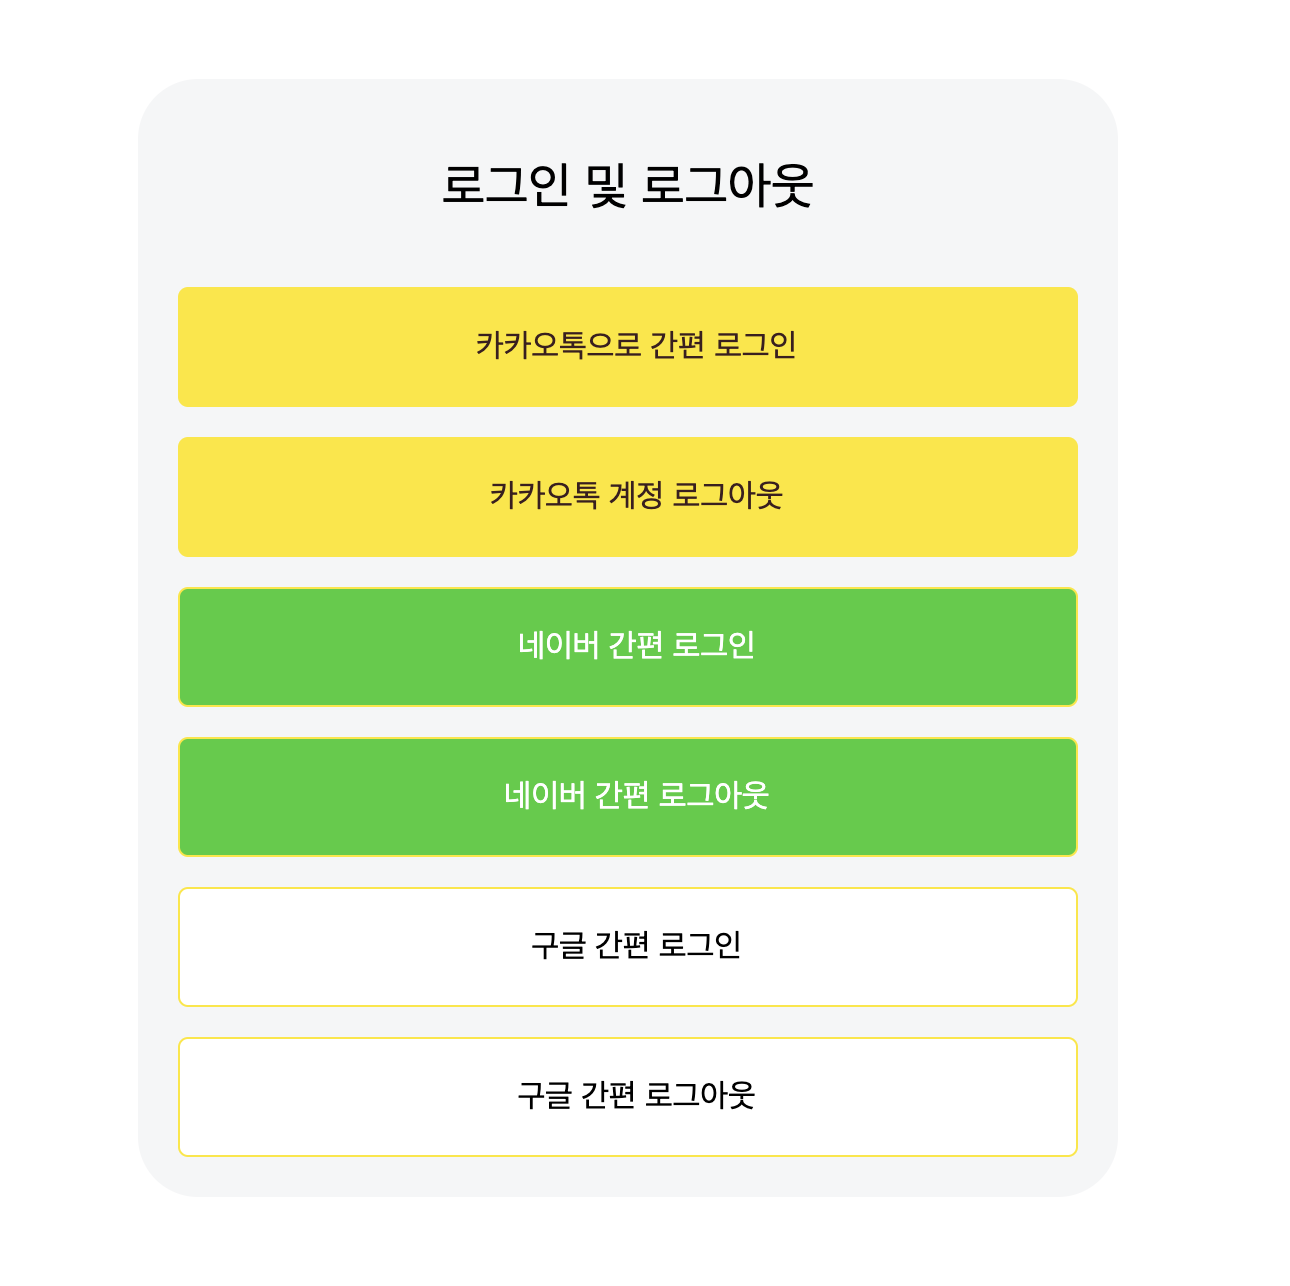 로그인 및 로그아웃
카카오톡으로 간편 로그인
카카오톡 계정 로그아웃
네이버 간편 로그인
네이버 간편 로그아웃
구글 간편 로그인
구글 간편 로그아웃